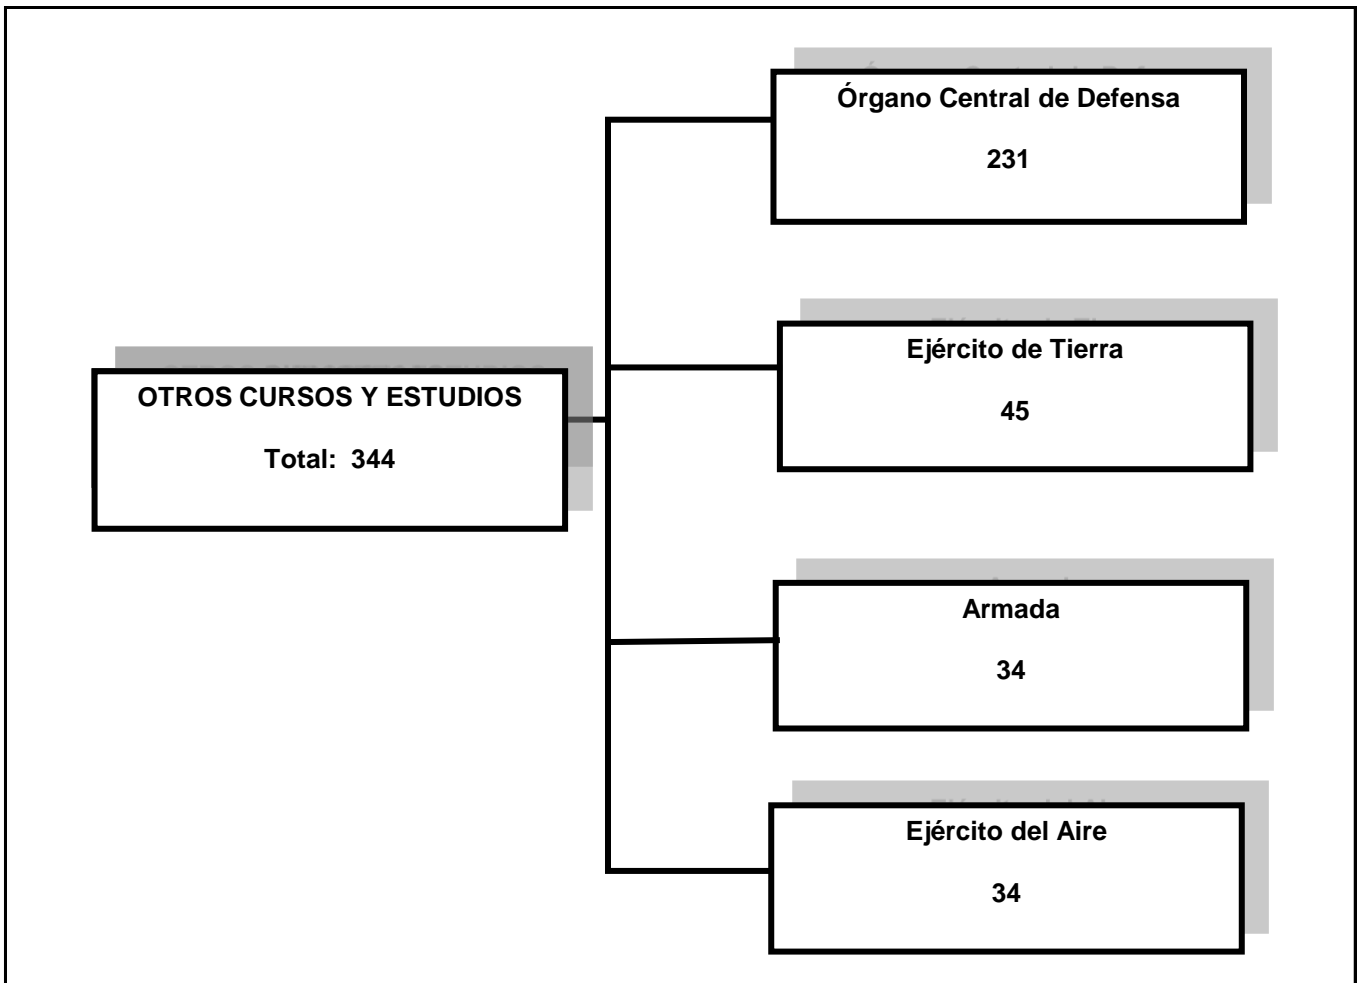 Órgano Central de Defensa
231
Ejército de Tierra
45
OTROS CURSOS Y ESTUDIOS
Total: 344
Armada
34
Ejército del Aire
34